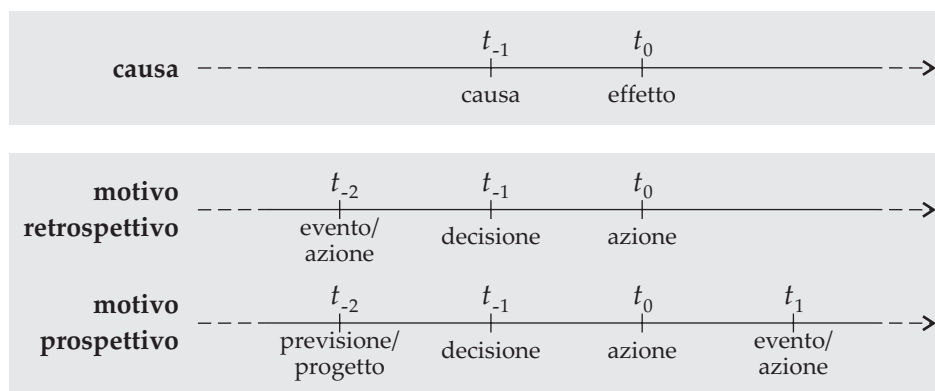 t-1 t0
causa
causa effetto
motivo
retrospettivo
t-2 t-1 t0
evento/
azione
decisione azione
motivo
prospettivo
t-2 t-1 t0 t1
previsione/
progetto
decisione azione
evento/
azione